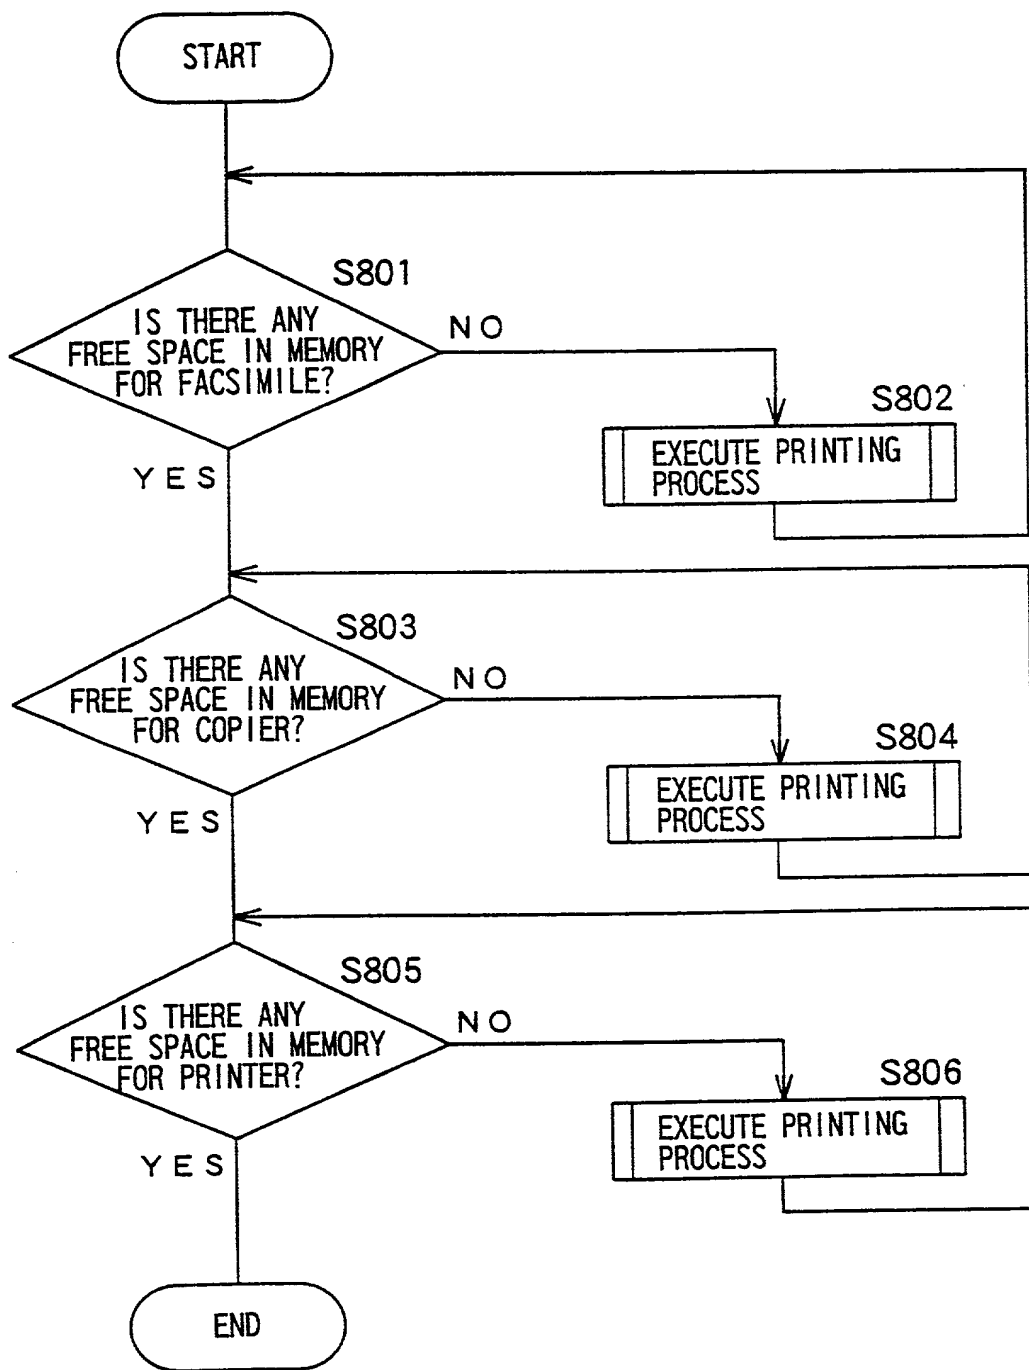 START
S801
IS THERE ANY
FREE SPACE IN MEMORY
FOR FACSIMILE?
NO
YES
S802
EXECUTE PRINTING
PROCESS
S803
IS THERE ANY
FREE SPACE IN MEMORY
FOR COPIER?
NO
YES
S804
EXECUTE PRINTING
PROCESS
S805
IS THERE ANY
FREE SPACE IN MEMORY
FOR PRINTER?
NO
YES
S806
EXECUTE PRINTING
PROCESS
END